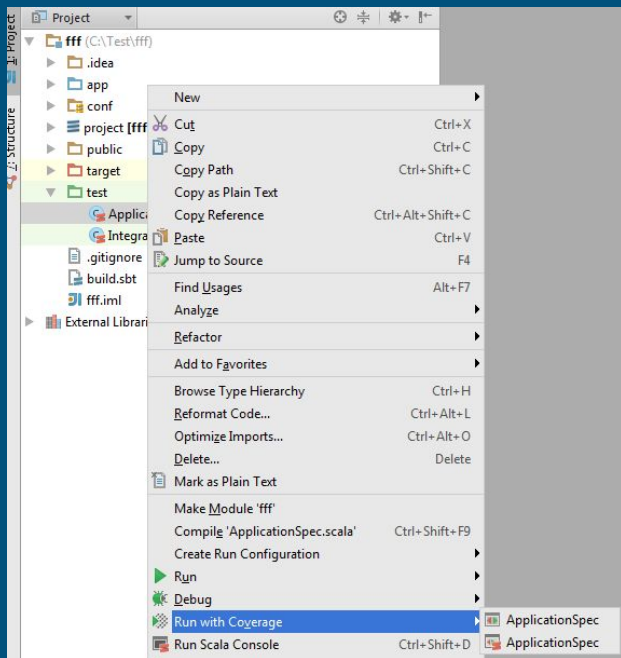 Project
1: Project
7: Structure
fff (C:\Test\fff)
.idea
app
conf
project [fff
public
target
test
Applica
Integra
.gitignore
build.sbt
fff.iml
External Librari
New
Cut Ctrl+X
Copy Ctrl+C
Copy Path Ctrl+Shift+C
Copy as Plain Text
Copy Reference Ctrl+Alt+Shift+C
Paste Ctrl+V
Jump to Source F4
Find Usages Alt+F7
Analyze
Refactor
Add to Favorites
Browse Type Hierarchy Ctrl+H
Reformat Code... Ctrl+Alt+L
Optimize Imports... Ctrl+Alt+O
Delete... Delete
Mark as Plain Text
Make Module 'fff'
Compile 'ApplicationSpec.scala' Ctrl+Shift+F9
Create Run Configuration
Run
Debug
Run with Coverage
ApplicationSpec
Run Scala Console Ctrl+Shift+D
ApplicationSpec